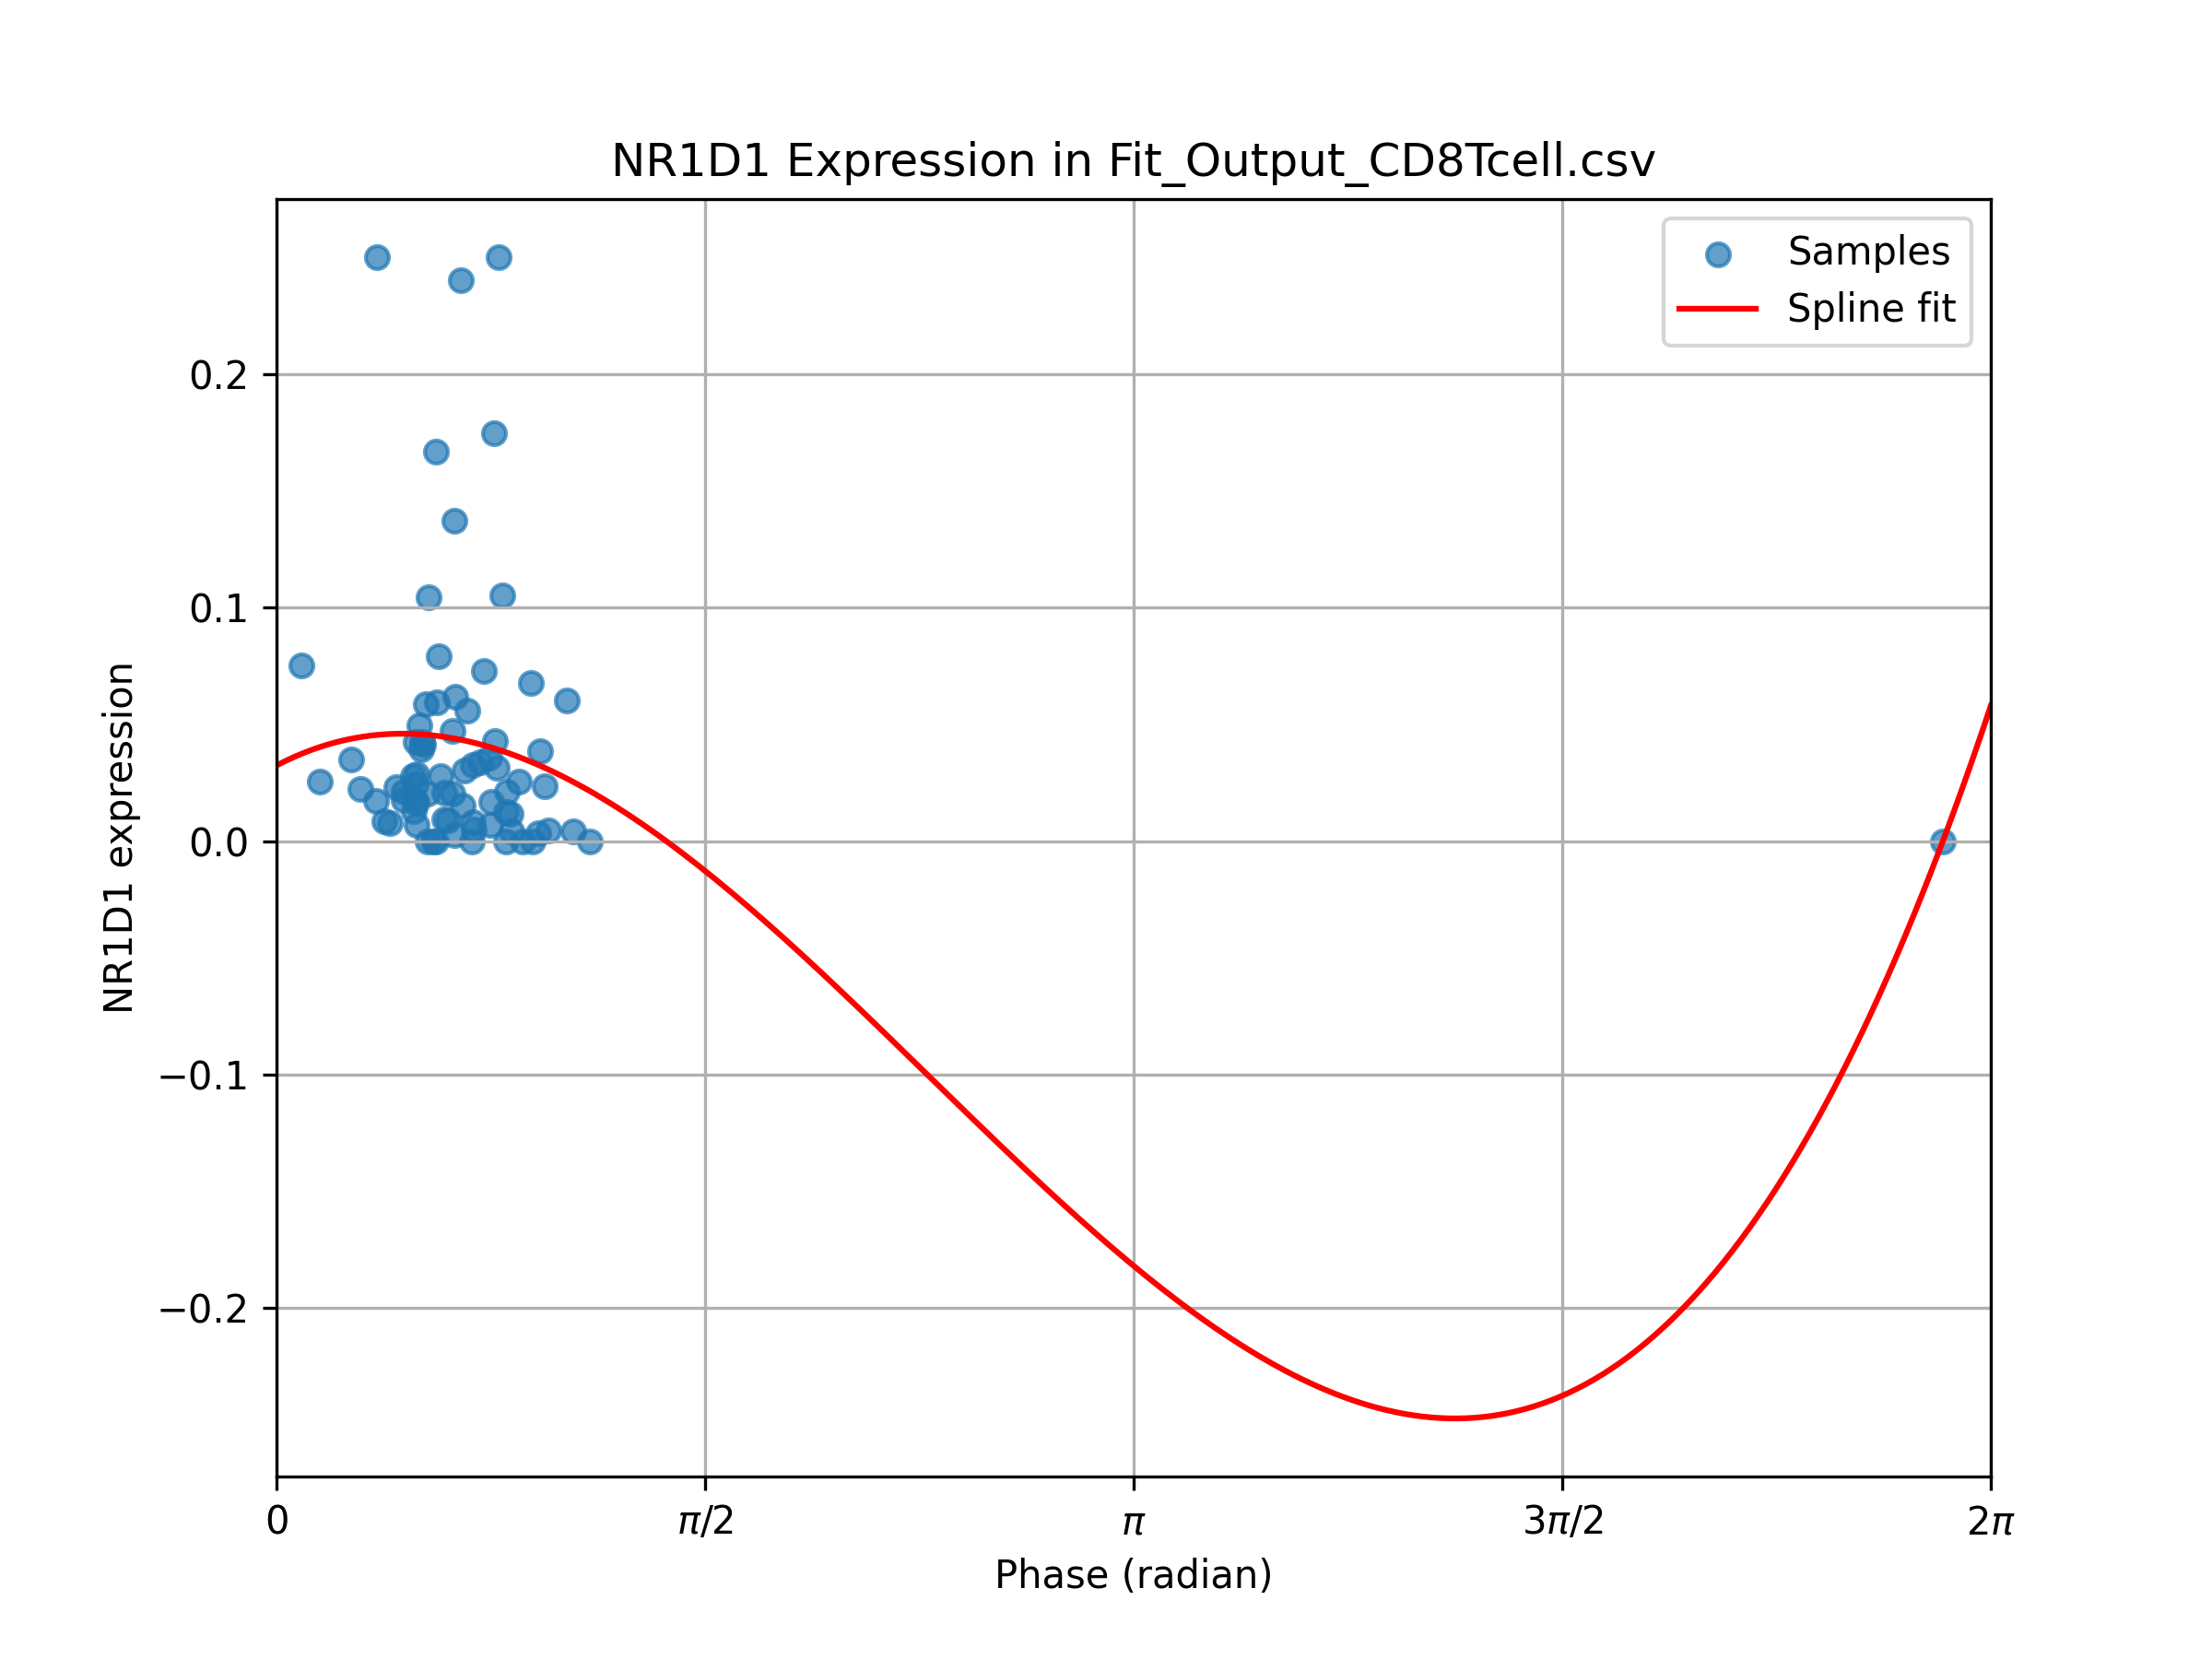 NR1D1 Expression in Fit_Output_CD8Tcell.csv
Samples
Spline fit
0.2
0.1
0.0
−0.1
−0.2
NR1D1 expression
0
π/2
π
3π/2
2π
Phase (radian)